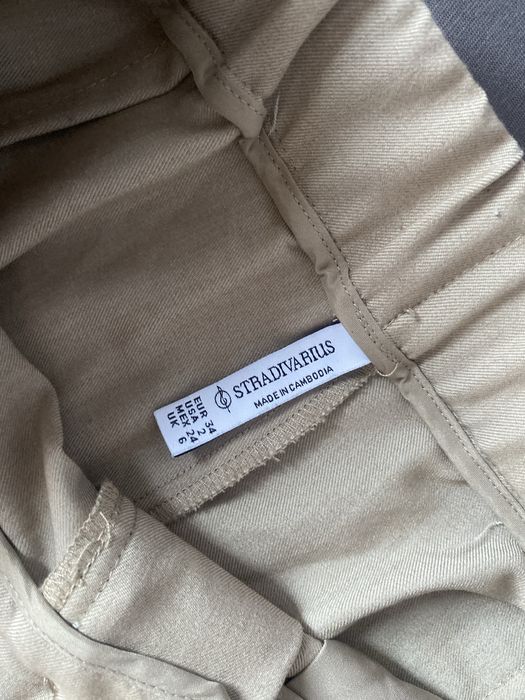 STRADIVARIUS
MADE IN CAMBODIA
EUR 34
USA 2
MEX 24
UK 6